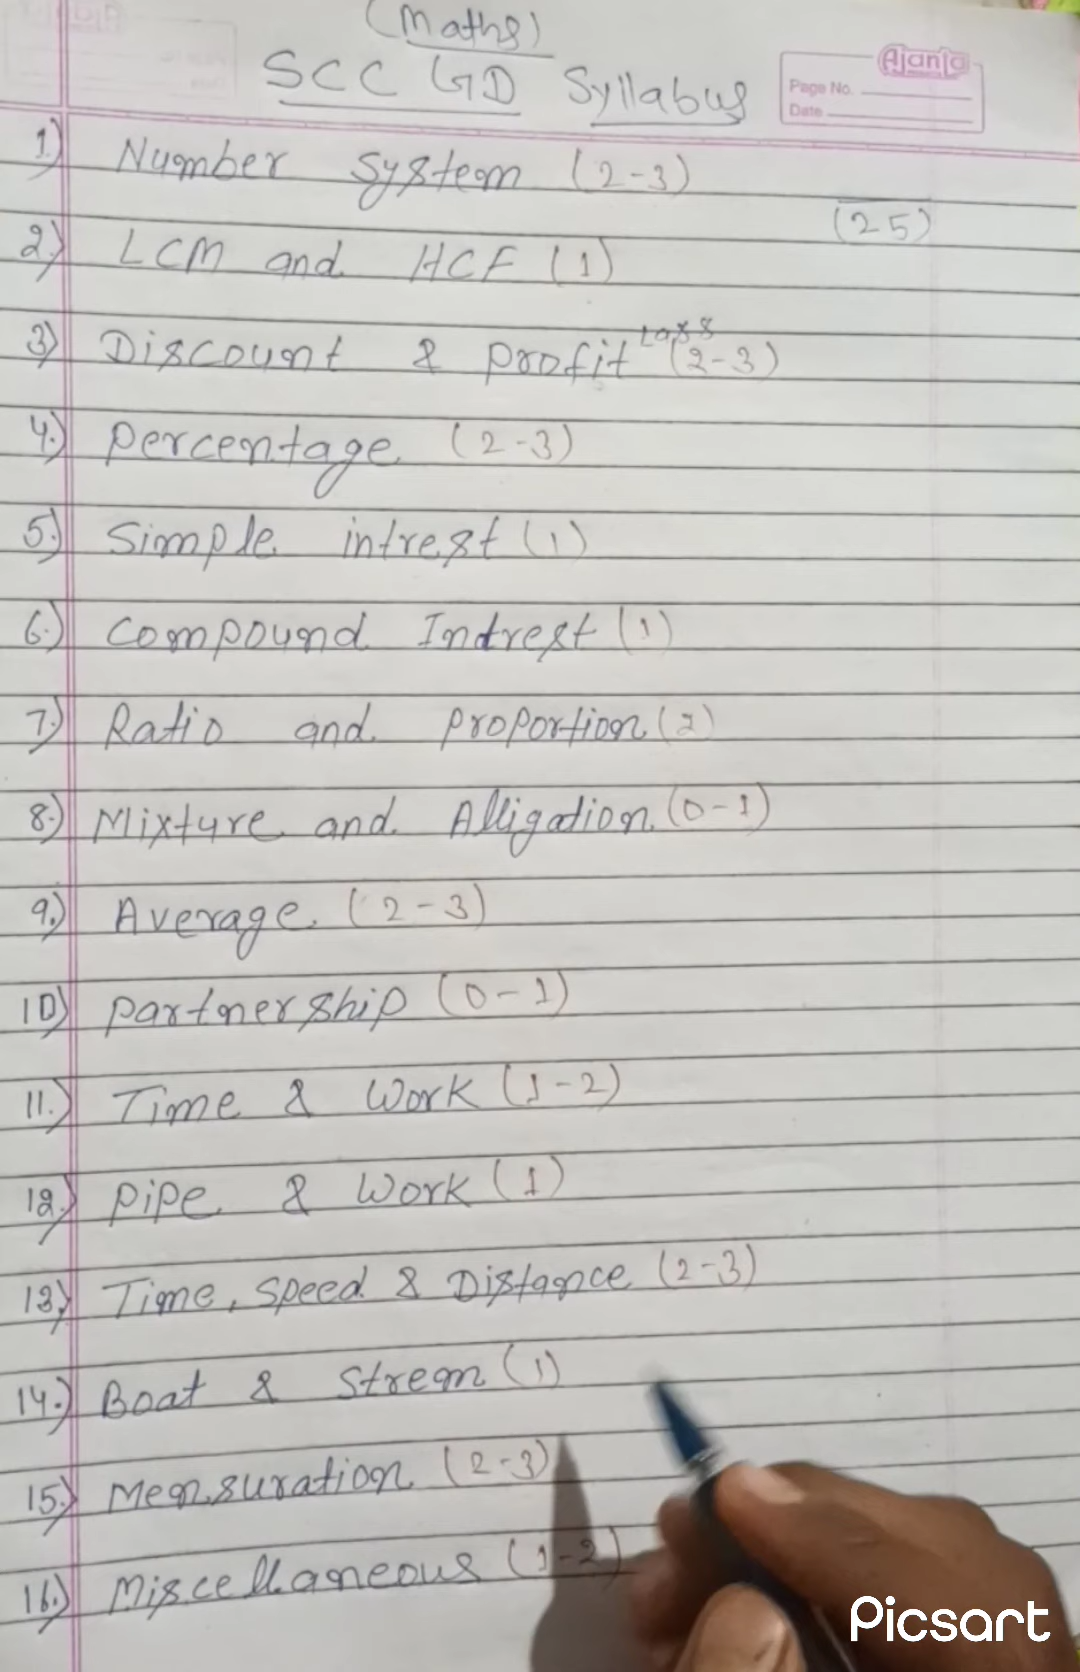 (Maths)
SCC GD Syllabus
Ajanta
Page No.
Date
1) Number System (2-3)
(25)
2) LCM and HCF (1)
3) Discount & Profit Loss (2-3)
4.) Percentage (2-3)
5.) Simple intrest (1)
6.) Compound Intrest (1)
7.) Ratio and Proportion (2)
8.) Mixture and Alligation (0-1)
9.) Average (2-3)
10) Partnership (0-1)
11.) Time & Work (1-2)
12.) Pipe & Work (1)
13) Time, Speed & Distance (2-3)
14.) Boat & Strem (1)
15.) Mensuration (2-3)
16.) Miscellaneous (1-2)
Picsart